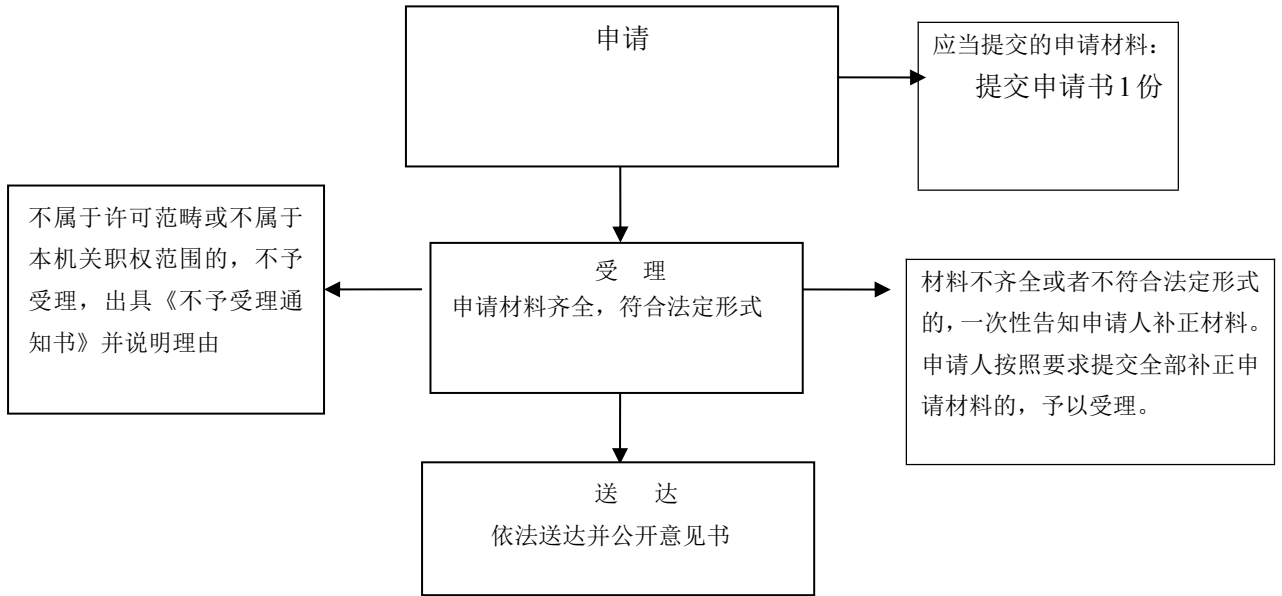 申请
应当提交的申请材料：
提交申请书1份
不属于许可范畴或不属于
本机关职权范围的，不予
受理，出具《不予受理通
知书》并说明理由
受 理
申请材料齐全，符合法定形式
材料不齐全或者不符合法定形式
的，一次性告知申请人补正材料。
申请人按照要求提交全部补正申
请材料的，予以受理。
送 达
依法送达并公开意见书